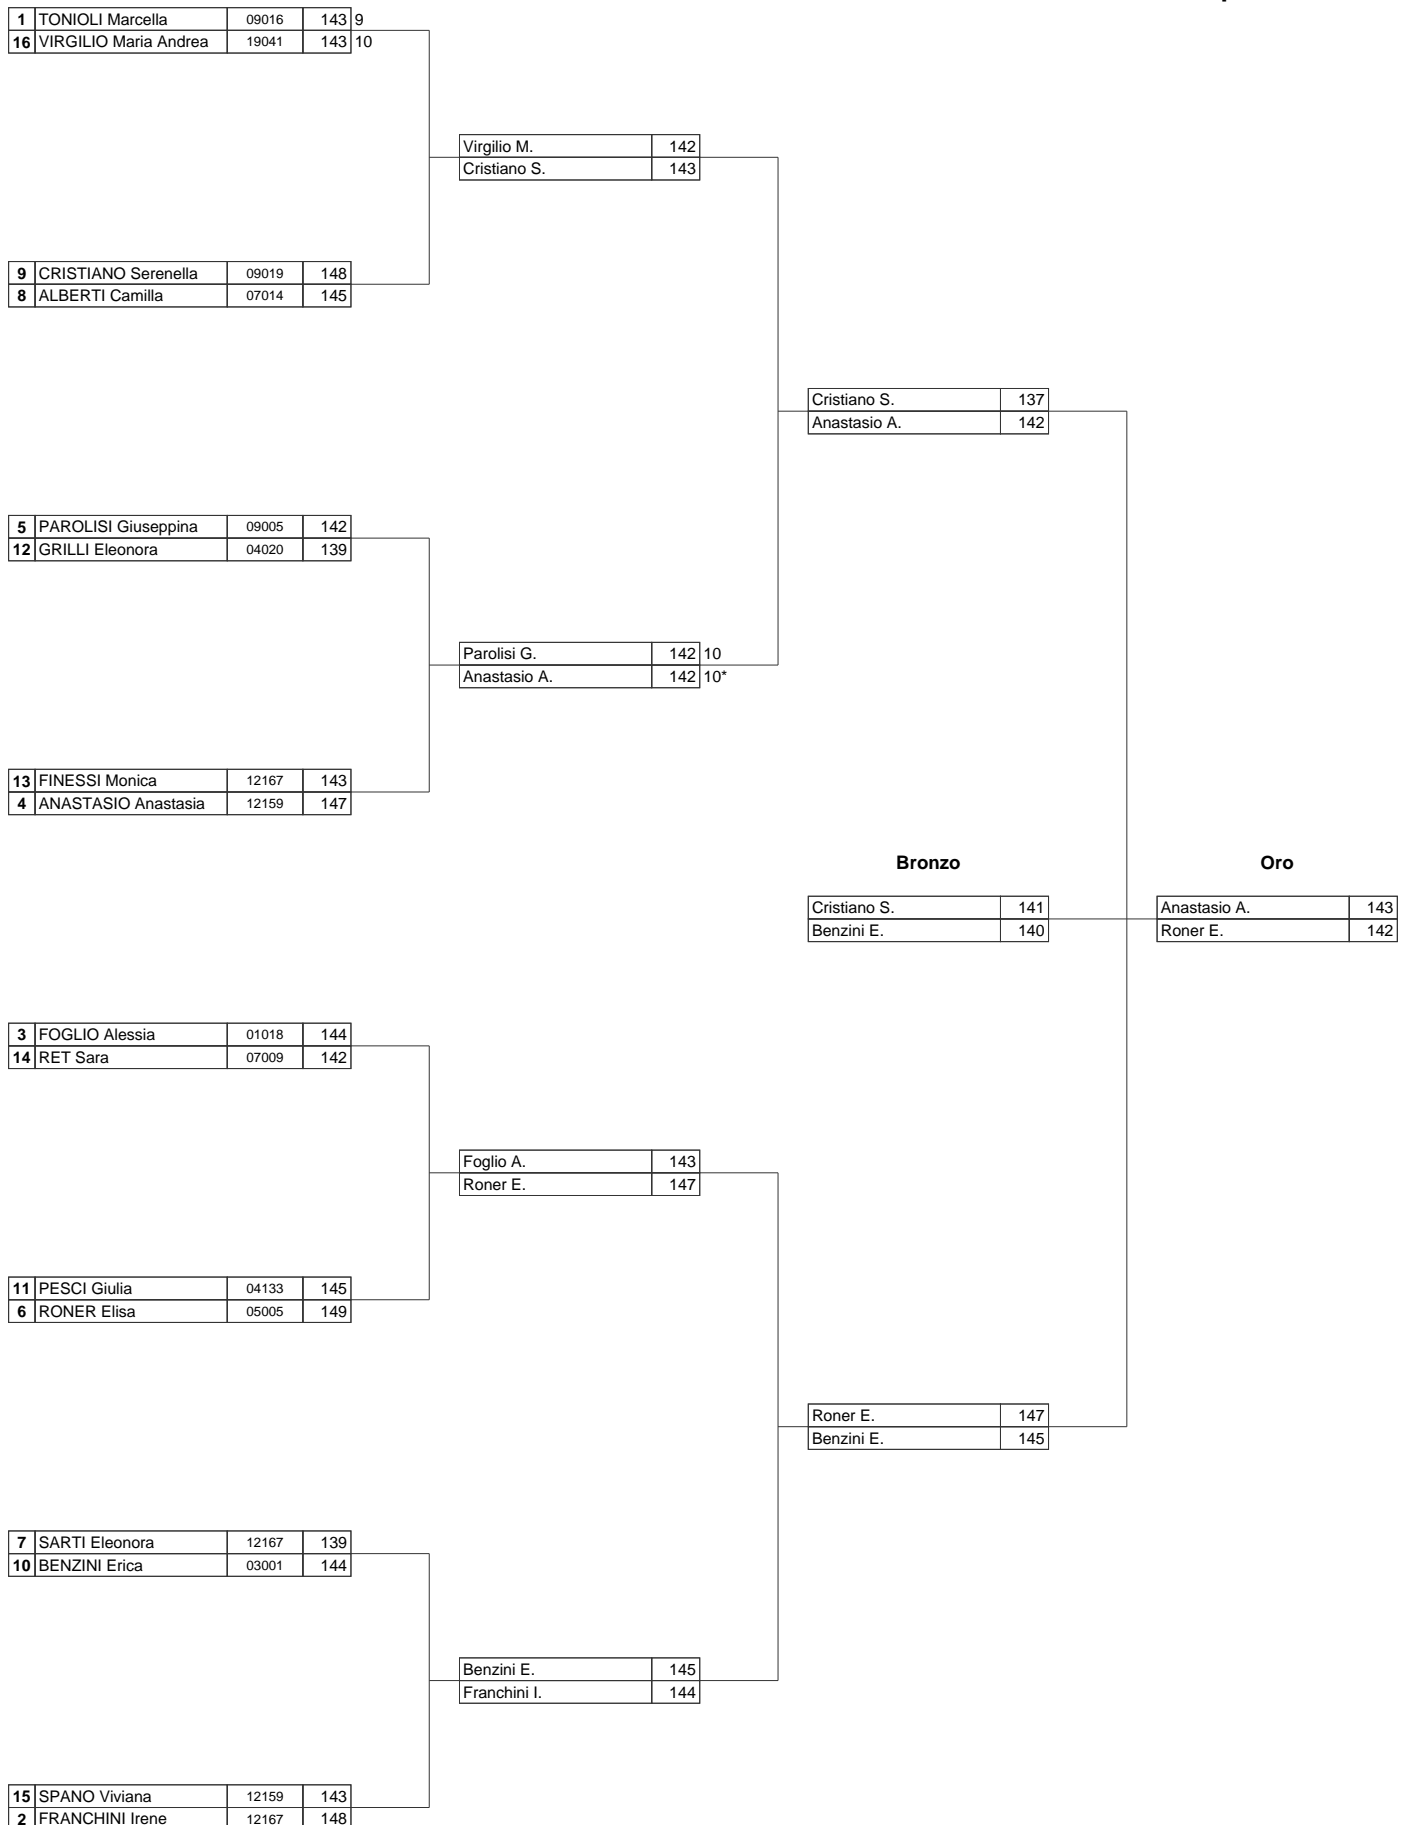 1 TONIOLI Marcella 09016 143 9
16 VIRGILIO Maria Andrea 19041 143 10
Virgilio M. 142
Cristiano S. 143
9 CRISTIANO Serenella 09019 148
8 ALBERTI Camilla 07014 145
Cristiano S. 137
Anastasio A. 142
5 PAROLISI Giuseppina 09005 142
12 GRILLI Eleonora 04020 139
Parolisi G. 142 10
Anastasio A. 142 10*
13 FINESSI Monica 12167 143
4 ANASTASIO Anastasia 12159 147
Bronzo Oro
Cristiano S. 141 Anastasio A. 143
Benzini E. 140 Roner E. 142
3 FOGLIO Alessia 01018 144
14 RET Sara 07009 142
Foglio A. 143
Roner E. 147
11 PESCI Giulia 04133 145
6 RONER Elisa 05005 149
Roner E. 147
Benzini E. 145
7 SARTI Eleonora 12167 139
10 BENZINI Erica 03001 144
Benzini E. 145
Franchini I. 144
15 SPANO Viviana 12159 143
2 FRANCHINI Irene 12167 148